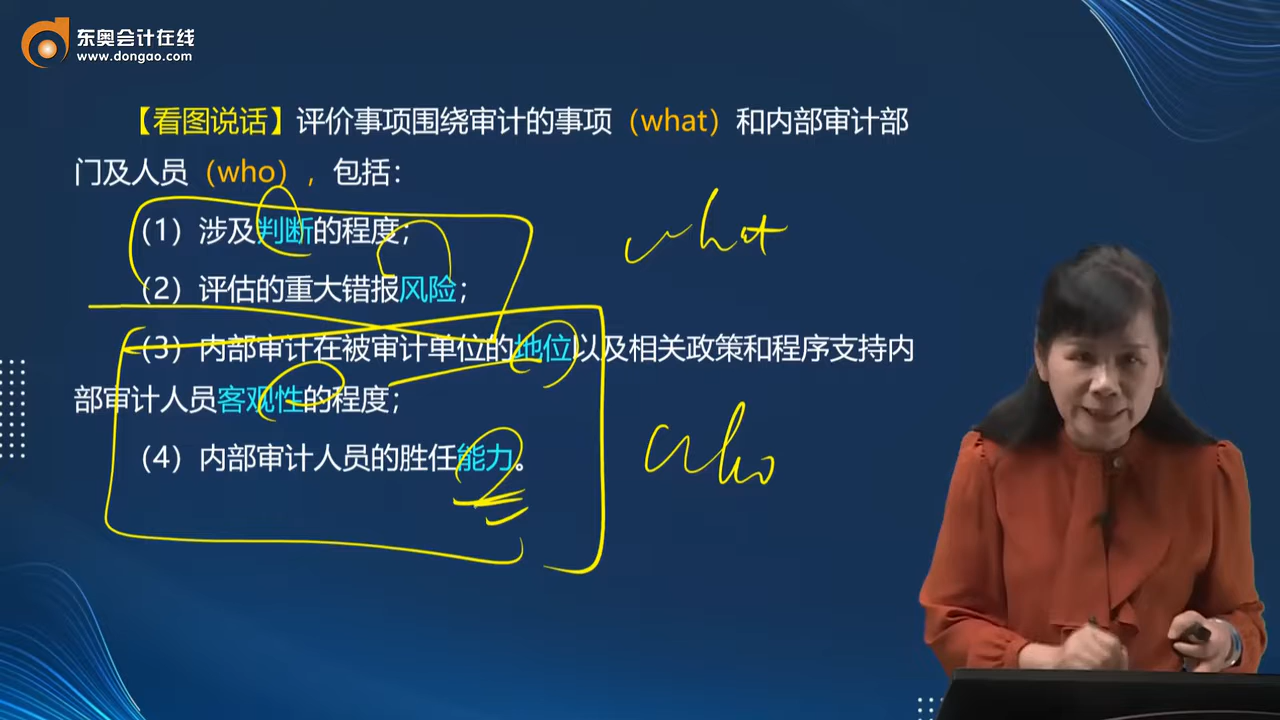 东奥会计在线
www.dongao.com
【看图说话】评价事项围绕审计的事项（what）和内部审计部
门及人员（who），包括：
（1）涉及判断的程度；
what
（2）评估的重大错报风险；
（3）内部审计在被审计单位的地位以及相关政策和程序支持内
部审计人员客观性的程度；
（4）内部审计人员的胜任能力。
who